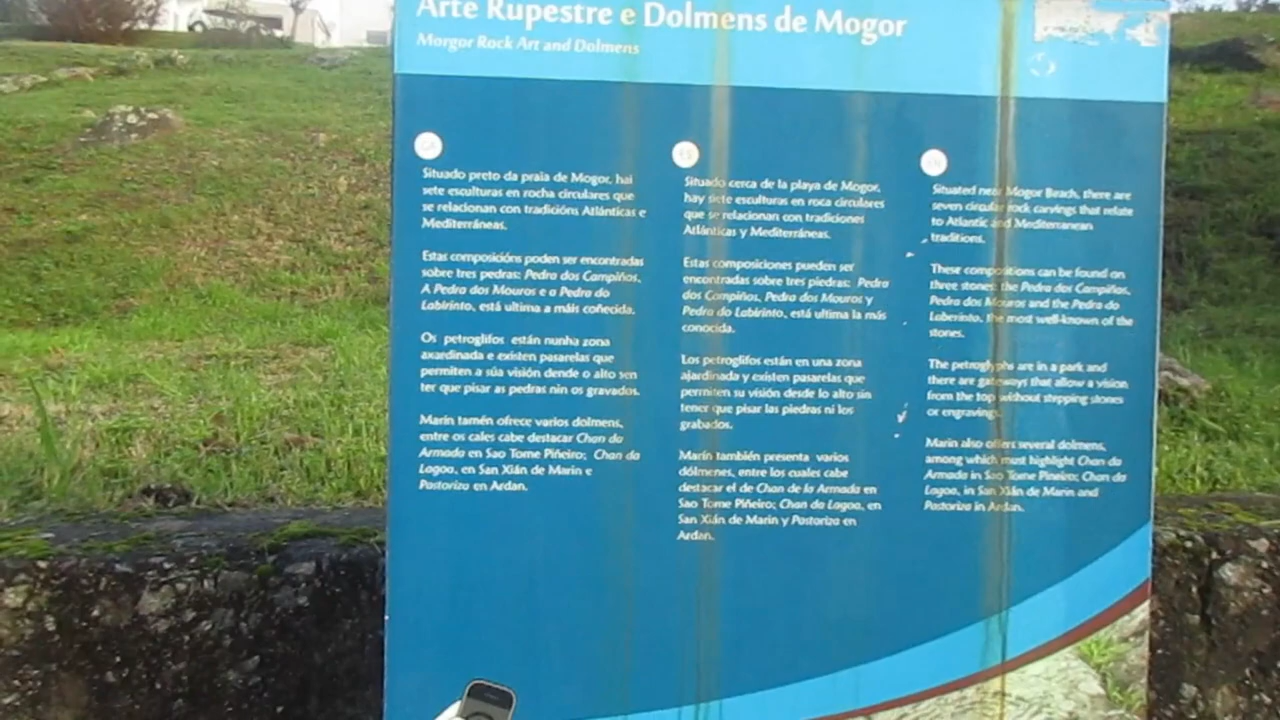 Arte Rupestre e Dolmens de Mogor
Morgor Rock Art and Dolmens
GA
Situado preto da praia de Mogor, hai
sete esculturas en rocha circulares que
se relacionan con tradicións Atlánticas e
Mediterráneas.
Estas composicións poden ser encontradas
sobre tres pedras: Pedra dos Campiños,
A Pedra dos Mouros e a Pedra do
Labirinto, está ultima a máis coñecida.
Os petroglifos están nunha zona
axardinada e existen pasarelas que
permiten a súa visión dende o alto sen
ter que pisar as pedras nin os gravados.
Marín tamén ofrece varios dolmens,
entre os cales cabe destacar Chan da
Armada en Sao Tome Piñeiro; Chan da
Lagoa, en San Xián de Marin e
Pastoriza en Ardan.
ES
Situado cerca de la playa de Mogor,
hay siete esculturas en roca circulares
que se relacionan con tradiciones
Atlánticas y Mediterráneas.
Estas composiciones pueden ser
encontradas sobre tres piedras: Pedra
dos Campiños, Pedra dos Mouros y
Pedra do Labirinto, está ultima la más
conocida.
Los petroglifos están en una zona
ajardinada y existen pasarelas que
permiten su visión desde lo alto sin
tener que pisar las piedras ni los
grabados.
Marín también presenta varios
dólmenes, entre los cuales cabe
destacar el de Chan de la Armada en
Sao Tome Piñeiro; Chan da Lagoa, en
San Xián de Marin y Pastoriza en
Ardan.
EN
Situated near Mogor Beach, there are
seven circular rock carvings that relate
to Atlantic and Mediterranean
traditions.
These compositions can be found on
three stones: the Pedra dos Campiños,
Pedra dos Mouros and the Pedra do
Laberinto, the most well-known of the
stones.
The petroglyphs are in a park and
there are gateways that allow a vision
from the top without stepping stones
or engravings.
Marin also offers several dolmens,
among which must highlight Chan da
Armada in Sao Tome Pineiro; Chan da
Lagoa, in San Xián de Marin and
Pastoriza in Ardan.